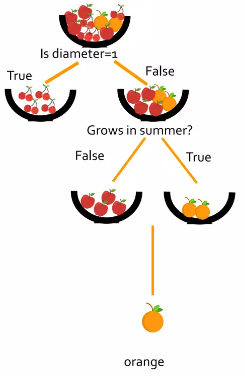 Is diameter=1
True
False
Grows in summer?
False
True
orange